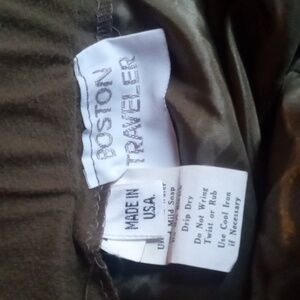 BOSTON
TRAVELER
MADE IN
U.S.A.
Mild Soap
Drip Dry
Do Not Wring
Twist or Rub
Use Cool Iron
if Necessary